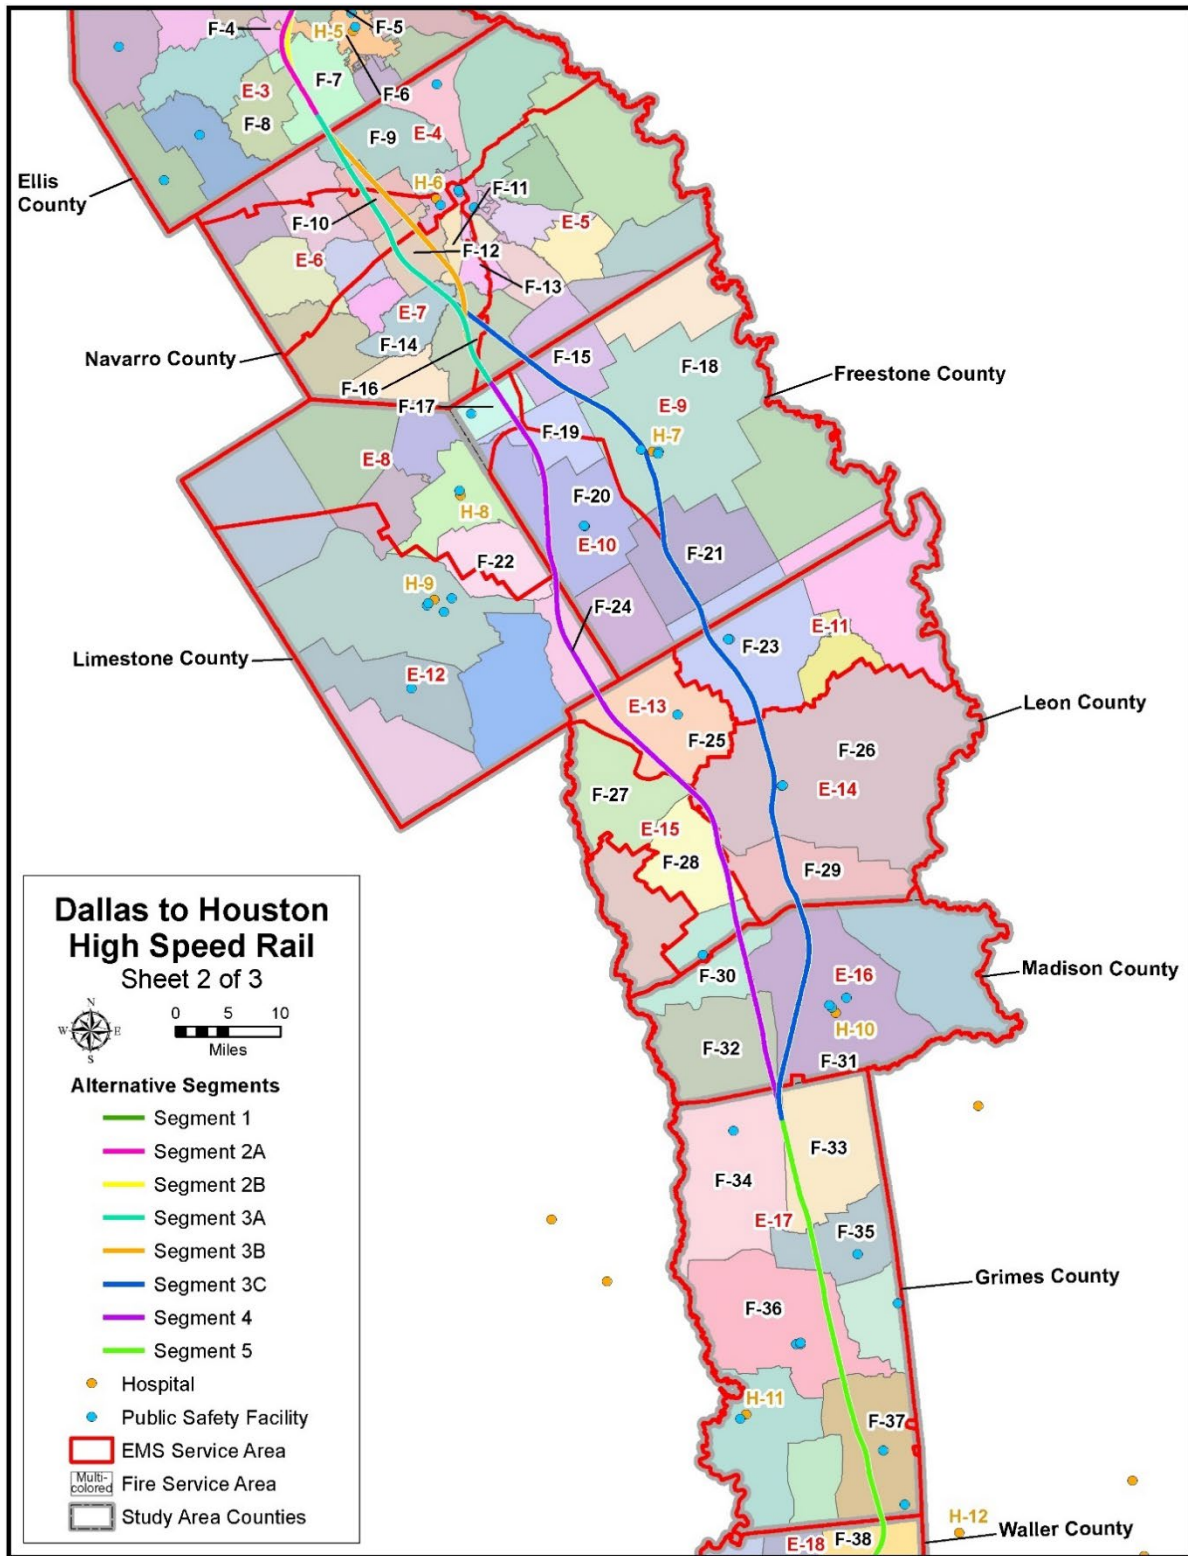 F-4
H-5
F-5
F-7
F-6
E-3
F-8
F-9
E-4
Ellis
County
H-6
F-11
F-10
E-5
F-12
E-6
F-13
E-7
F-14
Navarro County
F-15
F-18
Freestone County
F-16
F-17
E-9
F-19
H-7
E-8
F-20
H-8
E-10
F-21
F-22
H-9
F-24
E-11
F-23
Limestone County
E-12
E-13
Leon County
F-25
F-26
E-14
F-27
E-15
F-28
F-29
F-30
E-16
Madison County
H-10
F-32
F-31
F-33
F-34
E-17
F-35
Grimes County
F-36
H-11
F-37
H-12
Waller County
E-18
F-38
Dallas to Houston
High Speed Rail
Sheet 2 of 3
N
W E
S
0 5 10
Miles
Alternative Segments
Segment 1
Segment 2A
Segment 2B
Segment 3A
Segment 3B
Segment 3C
Segment 4
Segment 5
Hospital
Public Safety Facility
EMS Service Area
Multi-
colored
Fire Service Area
Study Area Counties